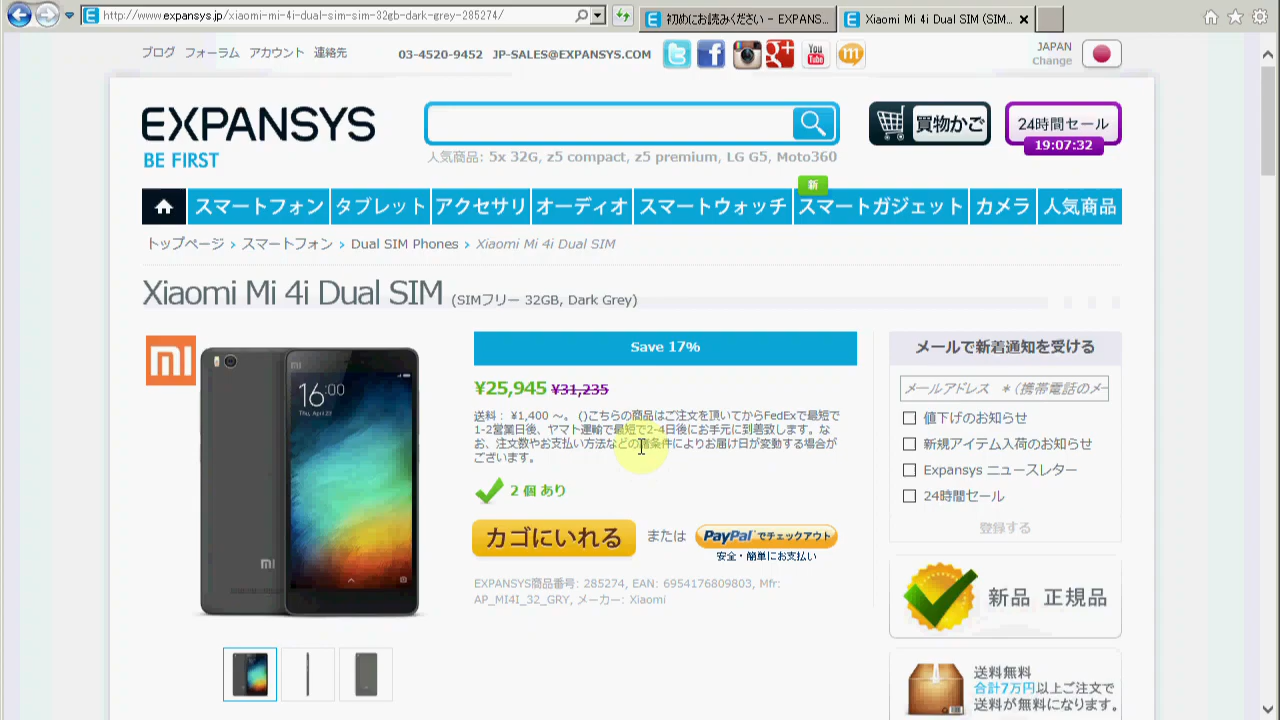 http://www.expansys.jp/xiaomi-mi-4i-dual-sim-sim-32gb-dark-grey-285274/
初めにお読みください - EXPANS...
Xiaomi Mi 4i Dual SIM (SIM...
ブログ フォーラム アカウント 連絡先
03-4520-9452 JP-SALES@EXPANSYS.COM
You Tube
JAPAN
Change
EXPANSYS
BE FIRST
買物かご
24時間セール
19:07:32
人気商品: 5x 32G, z5 compact, z5 premium, LG G5, Moto360
新
スマートフォン タブレット アクセサリ オーディオ スマートウォッチ スマートガジェット カメラ 人気商品
トップページ › スマートフォン › Dual SIM Phones › Xiaomi Mi 4i Dual SIM
Xiaomi Mi 4i Dual SIM (SIMフリー 32GB, Dark Grey)
MI
16:00
Save 17%
¥25,945 ¥31,235
送料： ¥1,400 ～。 ()こちらの商品はご注文を頂いてからFedExで最短で
1-2営業日後、ヤマト運輸で最短で2-4日後にお手元に到着致します。な
お、注文数やお支払い方法などの諸条件によりお届け日が変動する場合が
ございます。
2 個 あり
カゴにいれる または PayPal でチェックアウト
安全・簡単にお支払い
EXPANSYS商品番号: 285274, EAN: 6954176809803, Mfr:
AP_MI4I_32_GRY, メーカー: Xiaomi
メールで新着通知を受ける
メールアドレス ＊(携帯電話のメー
値下げのお知らせ
新規アイテム入荷のお知らせ
Expansys ニュースレター
24時間セール
登録する
新品 正規品
送料無料
合計7万円以上ご注文で
送料が無料になります。